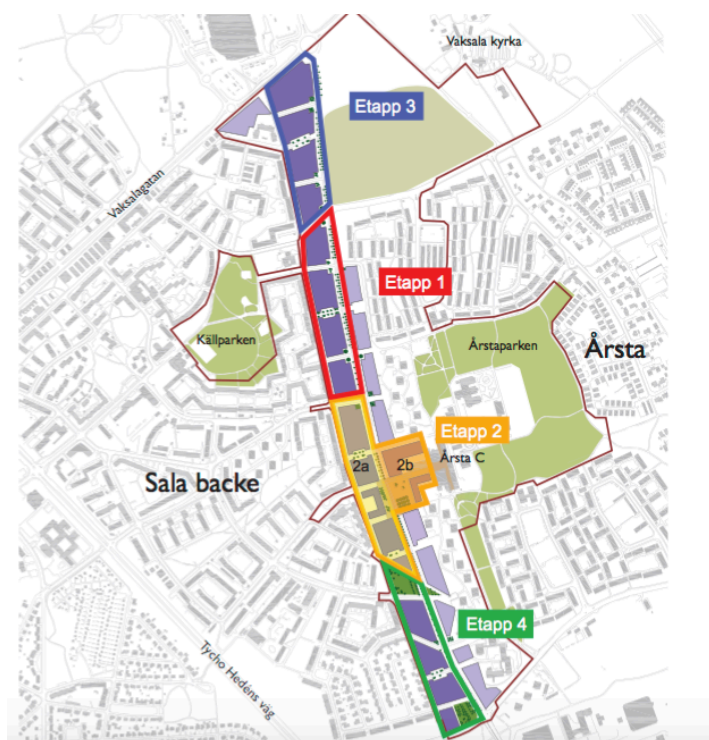 Vaksala kyrka
Etapp 3
Vaksalagatan
Etapp 1
Källparken
Årstaparken
Årsta
Etapp 2
2a
2b
Årsta C
Sala backe
Etapp 4
Tycho Hedéns väg